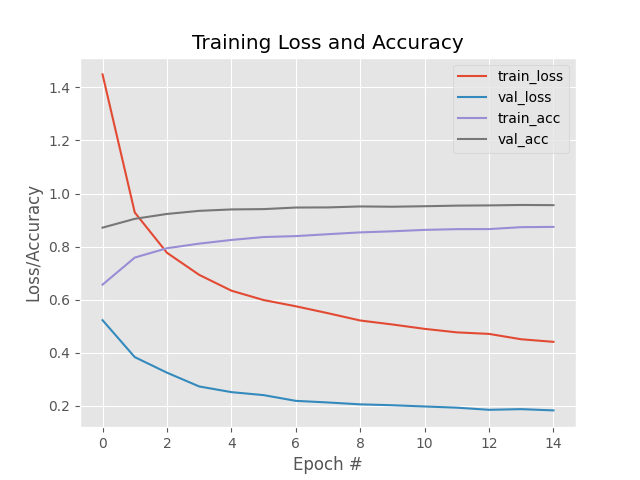 Training Loss and Accuracy
train_loss
val_loss
train_acc
val_acc
1.4
1.2
1.0
0.8
0.6
0.4
0.2
Loss/Accuracy
0 2 4 6 8 10 12 14
Epoch #